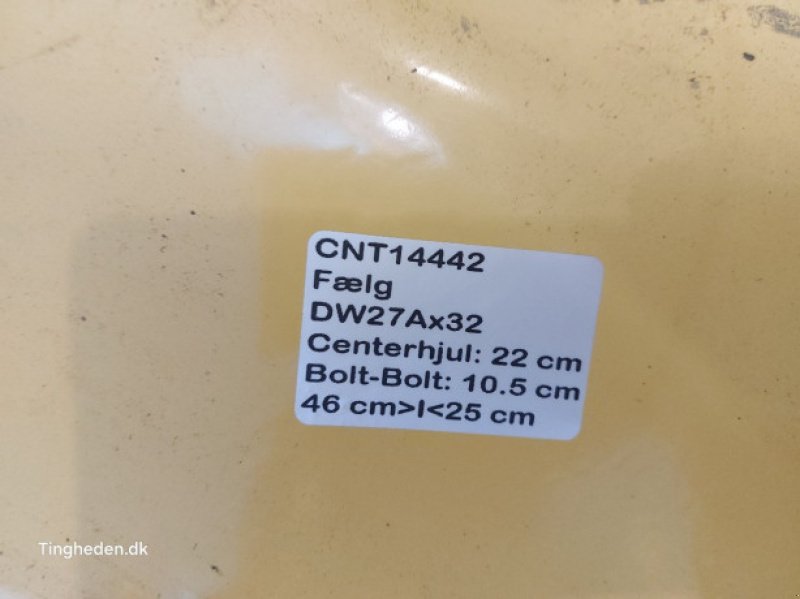 CNT14442
Fælg
DW27Ax32
Centerhjul: 22 cm
Bolt-Bolt: 10.5 cm
46 cm>I<25 cm
Tingheden.dk